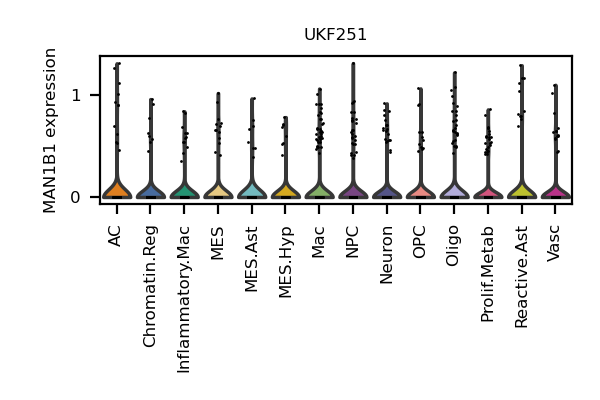 UKF251
MAN1B1 expression
1
0
AC
Chromatin.Reg
Inflammatory.Mac
MES
MES.Ast
MES.Hyp
Mac
NPC
Neuron
OPC
Oligo
Prolif.Metab
Reactive.Ast
Vasc